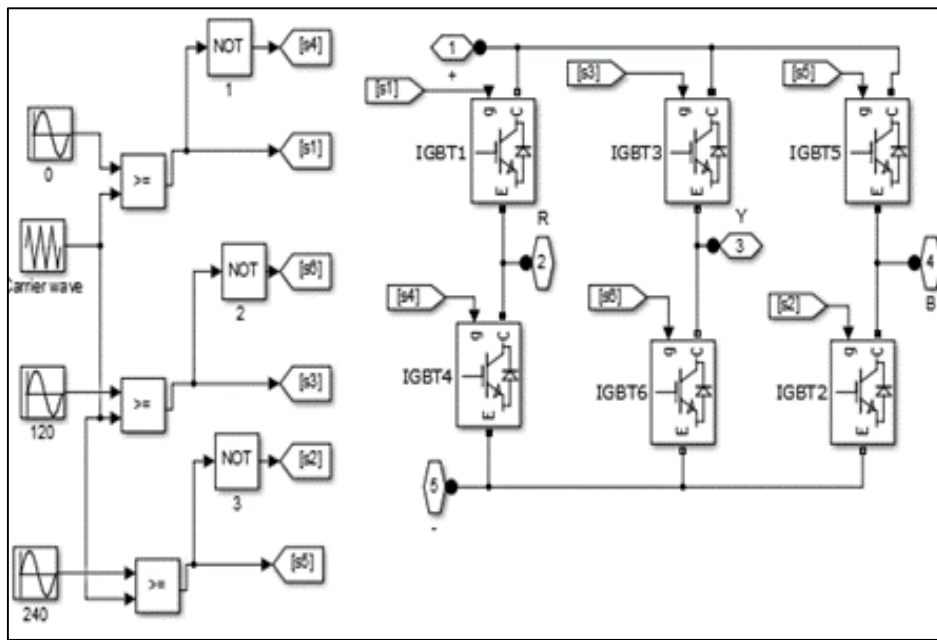 NOT
[s4]
1
[s1]
0
>=
Carrier wave
NOT
[s6]
2
[s3]
120
>=
NOT
[s2]
3
[s5]
240
>=
1
+
[s1]
g
C
IGBT1
E
[s3]
g
C
IGBT3
E
[s5]
g
C
IGBT5
E
R
2
Y
3
4
B
[s4]
g
C
IGBT4
E
[s6]
g
C
IGBT6
E
[s2]
g
C
IGBT2
E
5
-